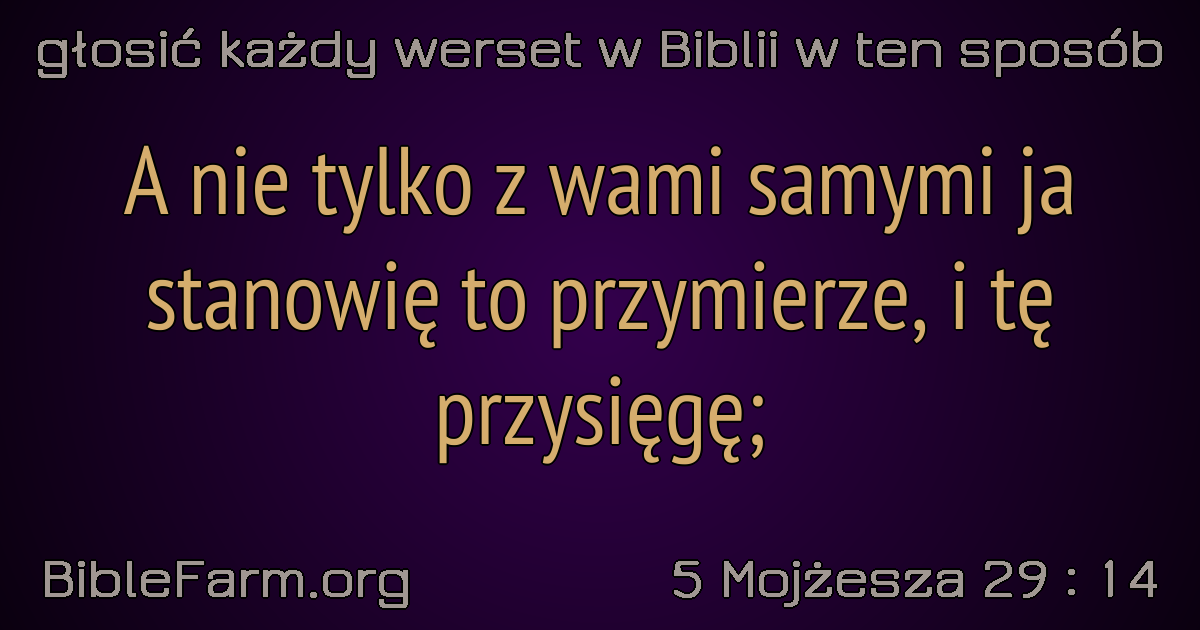 głosić każdy werset w Biblii w ten sposób
A nie tylko z wami samymi ja
stanowię to przymierze, i tę
przysięgę;
BibleFarm.org
5 Mojżesza 29 : 14